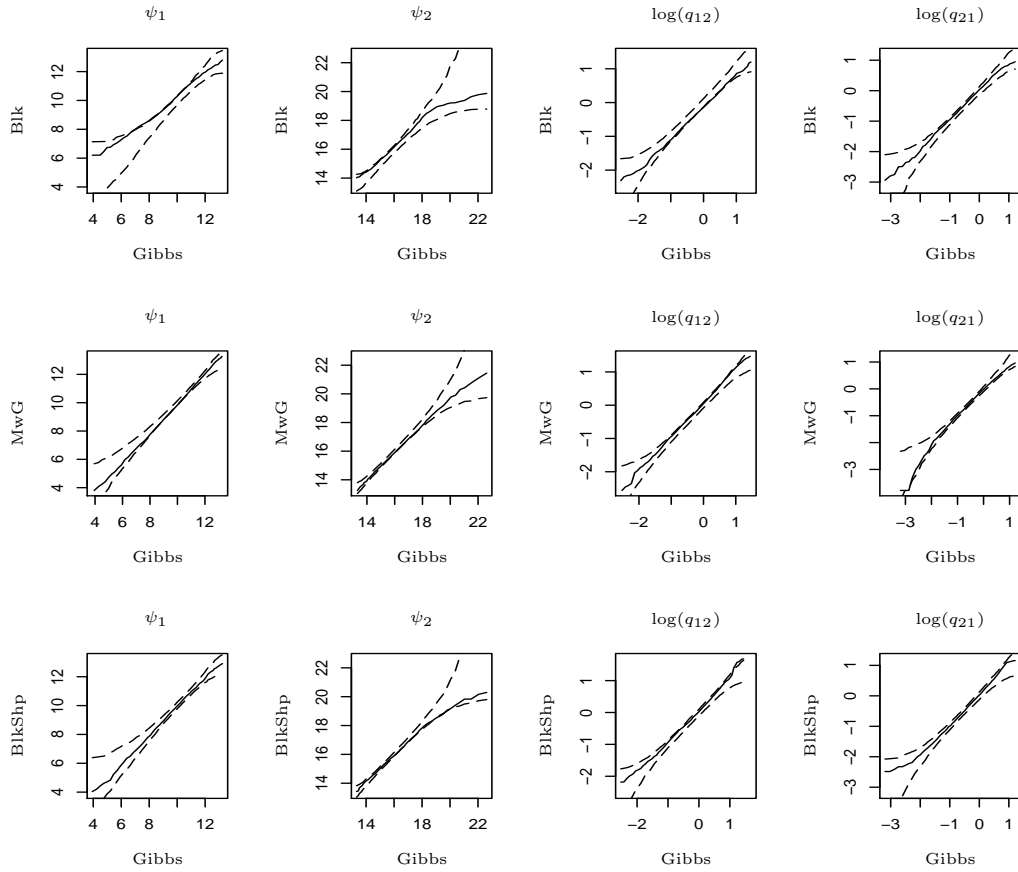 ψ1 ψ2 log(q12) log(q21)
Blk 4 6 8 10 12 Blk 14 16 18 20 22 Blk −2 −1 0 1 Blk −3 −2 −1 0 1
4 6 8 12 14 18 22 −2 0 1 −3 −1 0 1
Gibbs Gibbs Gibbs Gibbs
ψ1 ψ2 log(q12) log(q21)
MwG 4 6 8 10 12 MwG 14 16 18 20 22 MwG −2 −1 0 1 MwG −3 −1 0 1
4 6 8 12 14 18 22 −2 0 1 −3 −1 0 1
Gibbs Gibbs Gibbs Gibbs
ψ1 ψ2 log(q12) log(q21)
BlkShp 4 6 8 10 12 BlkShp 14 16 18 20 22 BlkShp −2 −1 0 1 BlkShp −3 −2 −1 0 1
4 6 8 12 14 18 22 −2 0 1 −3 −1 0 1
Gibbs Gibbs Gibbs Gibbs